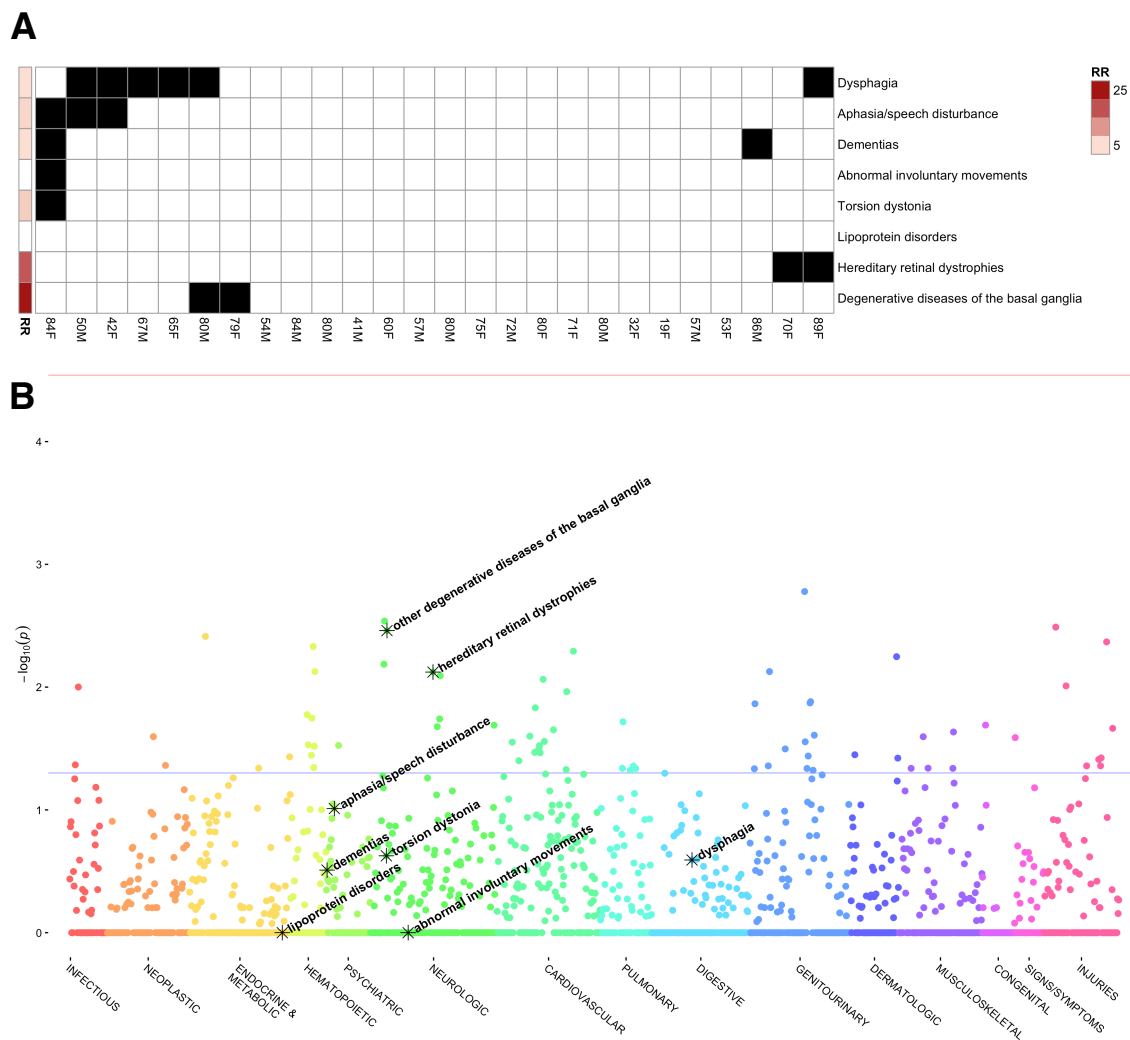 A
RR
25
5
Dysphagia
Aphasia/speech disturbance
Dementias
Abnormal involuntary movements
Torsion dystonia
Lipoprotein disorders
Hereditary retinal dystrophies
Degenerative diseases of the basal ganglia
RR 84F 50M 42F 67M 65F 80M 79F 54M 84M 80M 41M 60F 57M 80M 75F 72M 80F 71F 80M 32F 19F 57M 53F 86M 70F 89F
B
4
3
2
1
0
−log10(p)
other degenerative diseases of the basal ganglia
hereditary retinal dystrophies
aphasia/speech disturbance
torsion dystonia
dementias
lipoprotein disorders
abnormal involuntary movements
dysphagia
INFECTIOUS
NEOPLASTIC
ENDOCRINE &
METABOLIC
HEMATOPOIETIC
PSYCHIATRIC
NEUROLOGIC
CARDIOVASCULAR
PULMONARY
DIGESTIVE
GENITOURINARY
DERMATOLOGIC
MUSCULOSKELETAL
CONGENITAL
SIGNS/SYMPTOMS
INJURIES